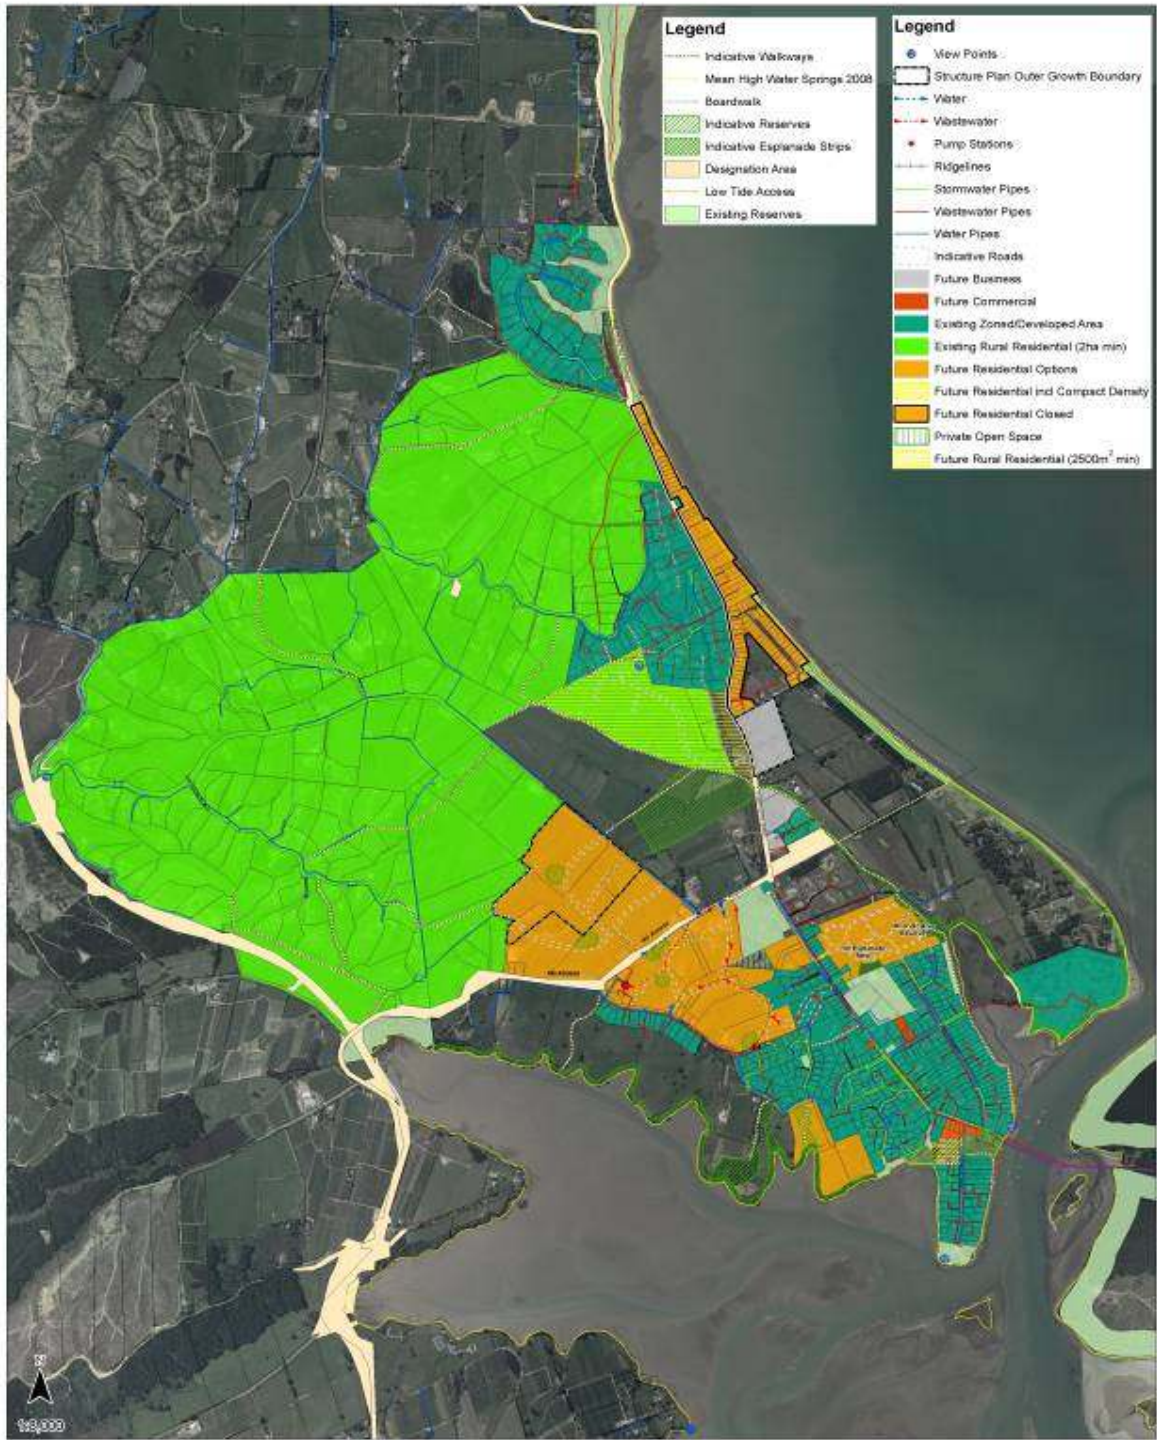 Legend
Indicative Walkways
Mean High Water Springs 2008
Boardwalk
Indicative Reserves
Indicative Esplanade Strips
Designation Area
Low Tide Access
Existing Reserves
Legend
View Points
Structure Plan Outer Growth Boundary
Water
Wastewater
Pump Stations
Ridgelines
Stormwater Pipes
Wastewater Pipes
Water Pipes
Indicative Roads
Future Business
Future Commercial
Existing Zoned/Developed Area
Existing Rural Residential (2ha min)
Future Residential Options
Future Residential incl Compact Density
Future Residential Closed
Private Open Space
Future Rural Residential (2500m² min)
No Access
N